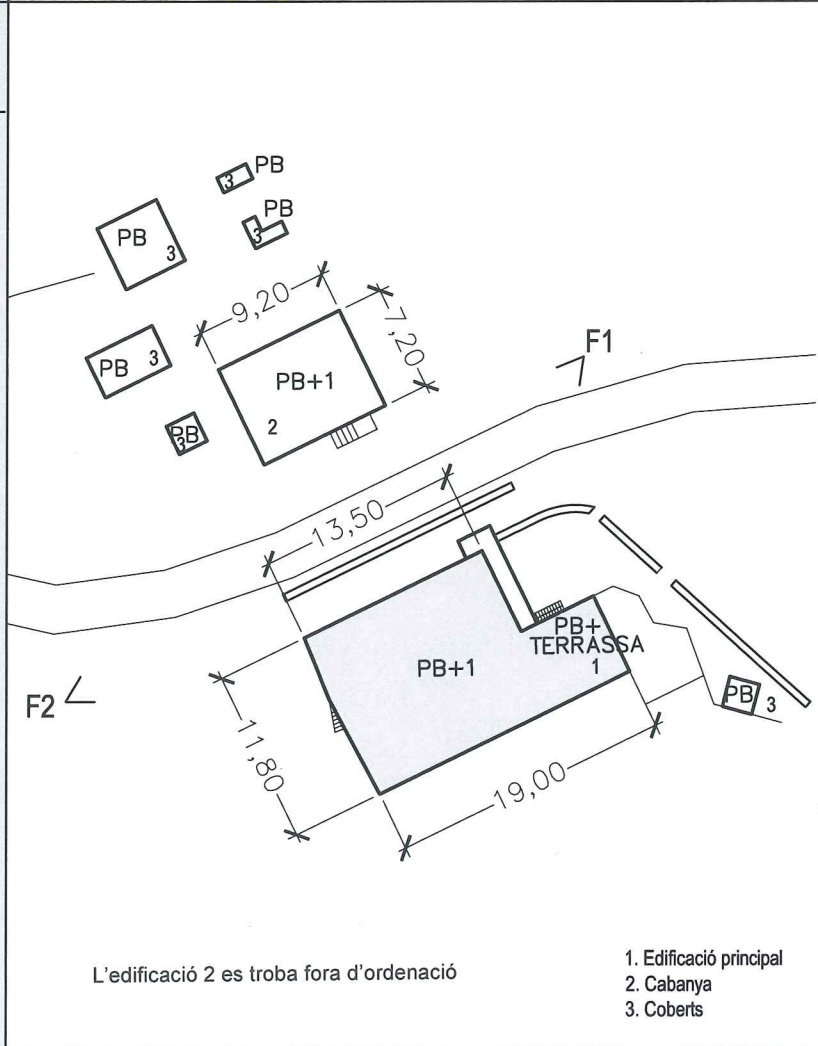 PB
3
PB
3
PB
3
9,20
7,20
PB 3
PB+1
2
PB
3
F1
13,50
PB+
TERRASSA
1
PB+1
PB 3
F2
11,80
19,00
L'edificació 2 es troba fora d'ordenació
1. Edificació principal
2. Cabanya
3. Coberts